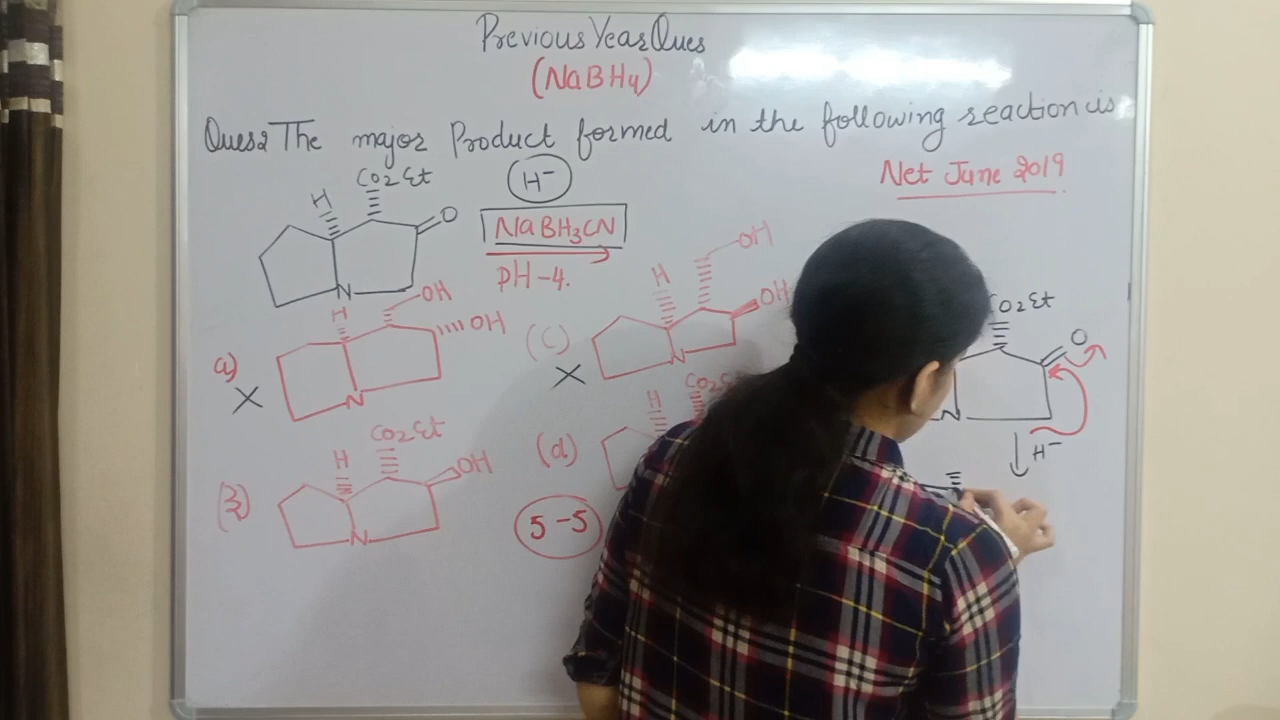 Previous Year Ques
(NaBH4)
Ques2 The major Product formed in the following reaction is
Net June 2019
H CO2Et O
N
H-
NaBH3CN
PH-4.
a) X
H OH
OH
N
(c) X
H OH
OH
N
CO2Et O
N
H-
(b)
H CO2Et
OH
N
(d)
H CO2Et
5-5